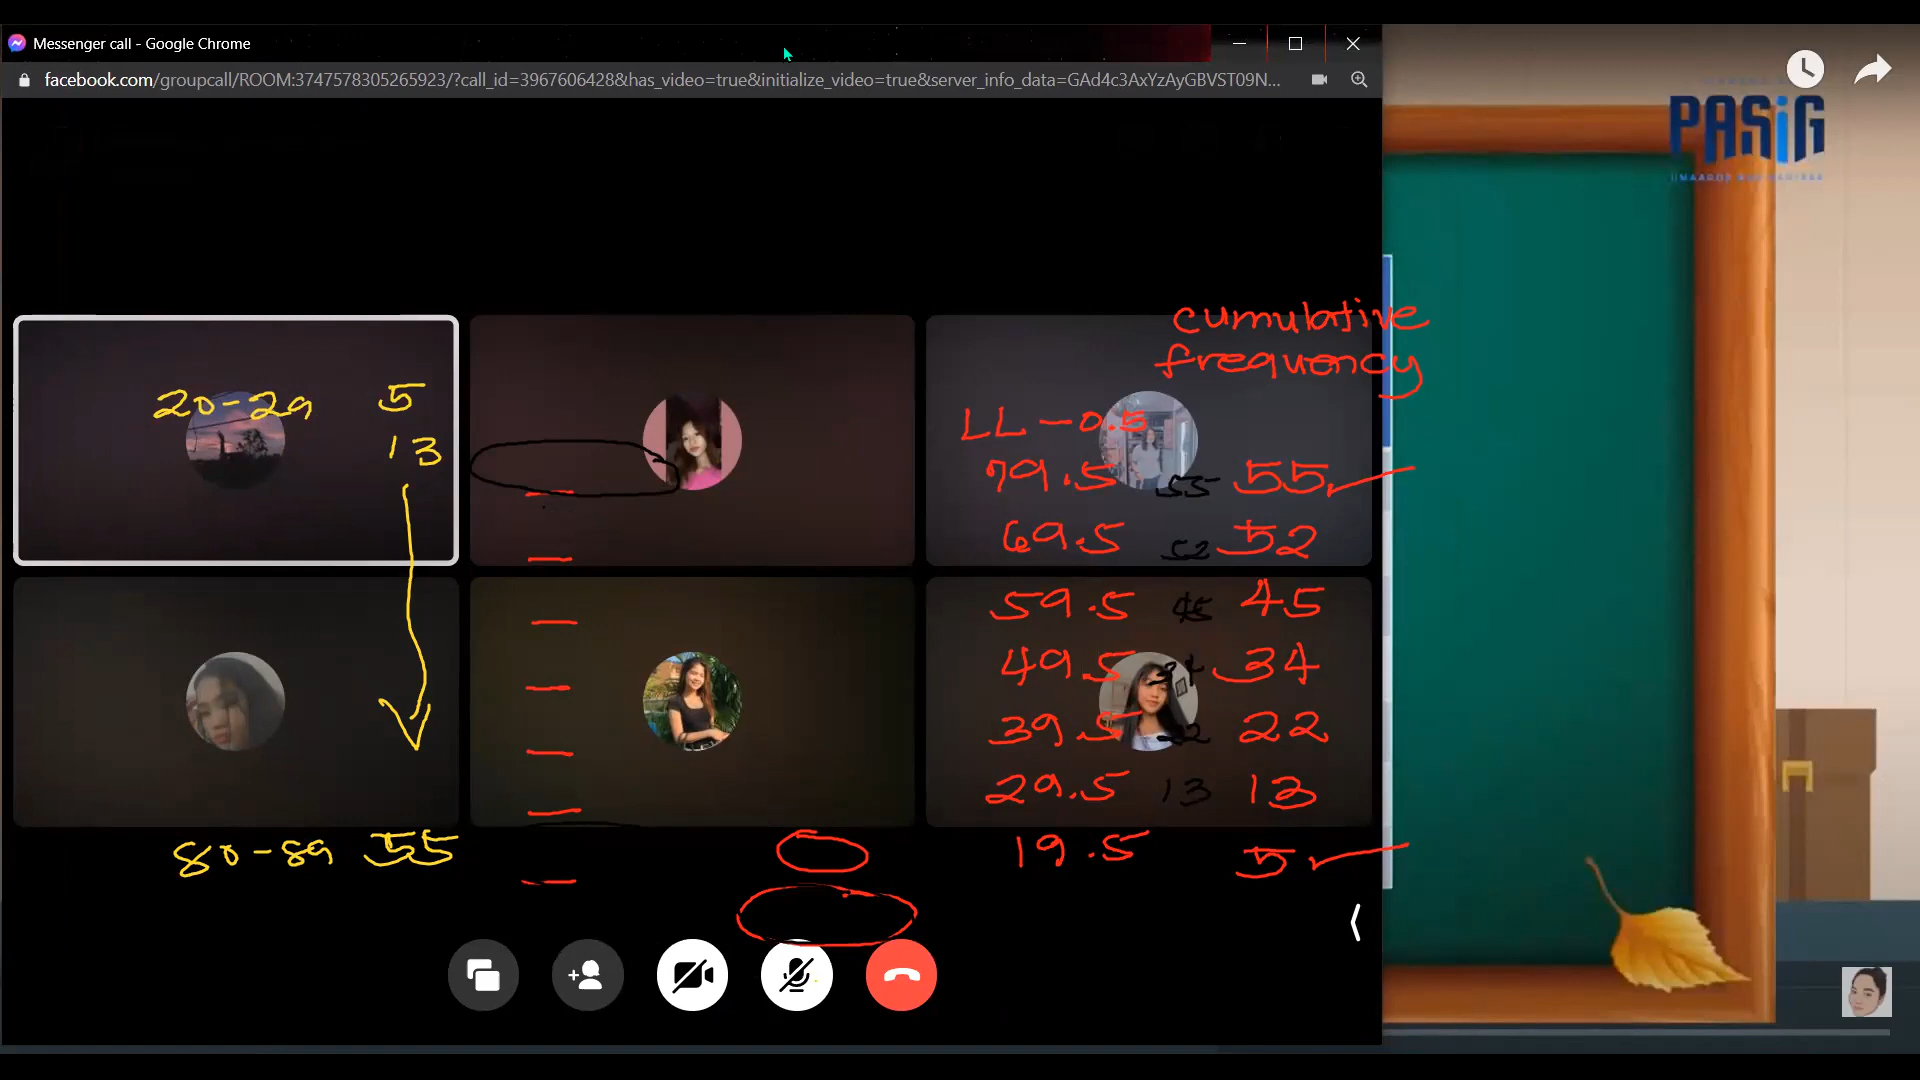 Messenger call - Google Chrome
facebook.com/groupcall/ROOM:3747578305265923/?call_id=3967606428&has_video=true&initialize_video=true&server_info_data=GAd4c3AxYzAyGBVST09N...
PASiG
cumulative
frequency
20-29 5
13
LL-0.5
79.5 55 55
69.5 52 52
59.5 45 45
49.5 34 34
39.5 22 22
29.5 13 13
19.5 5
80-89 55